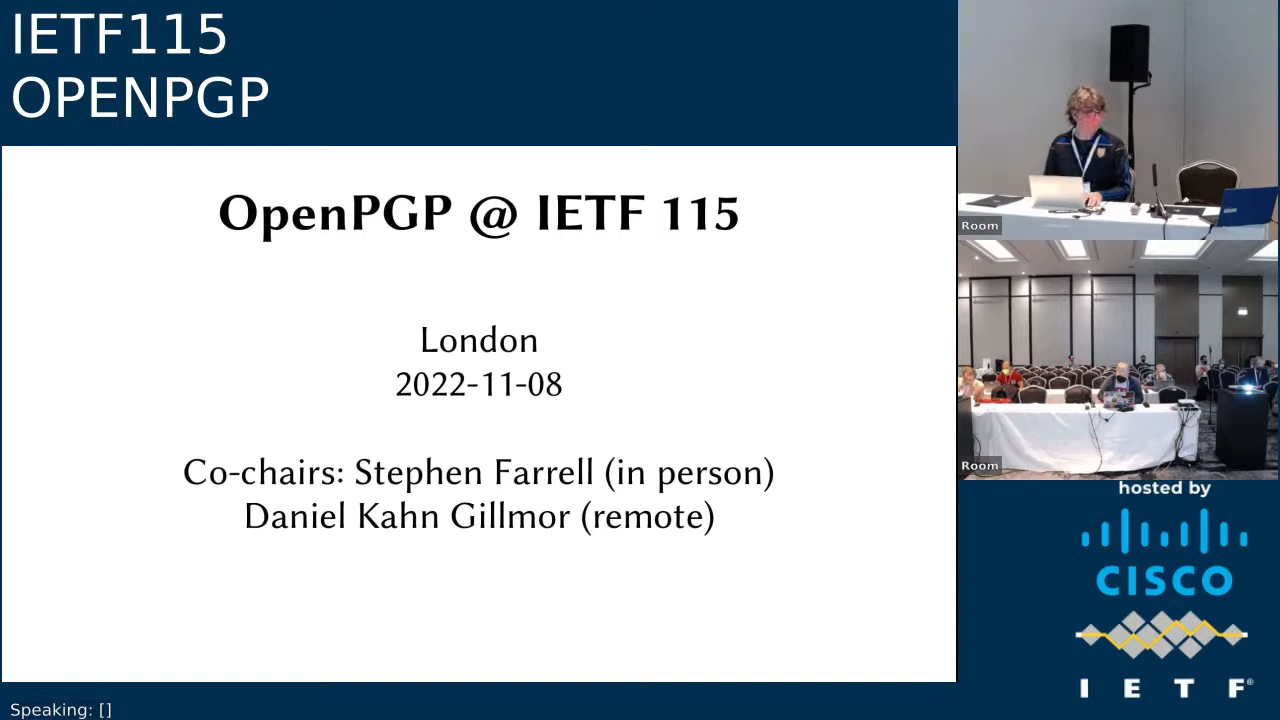 IETF115
OPENPGP
OpenPGP @ IETF 115
London
2022-11-08
Co-chairs: Stephen Farrell (in person)
Daniel Kahn Gillmor (remote)
Room
Room
hosted by
CISCO
I E T F®
Speaking: []